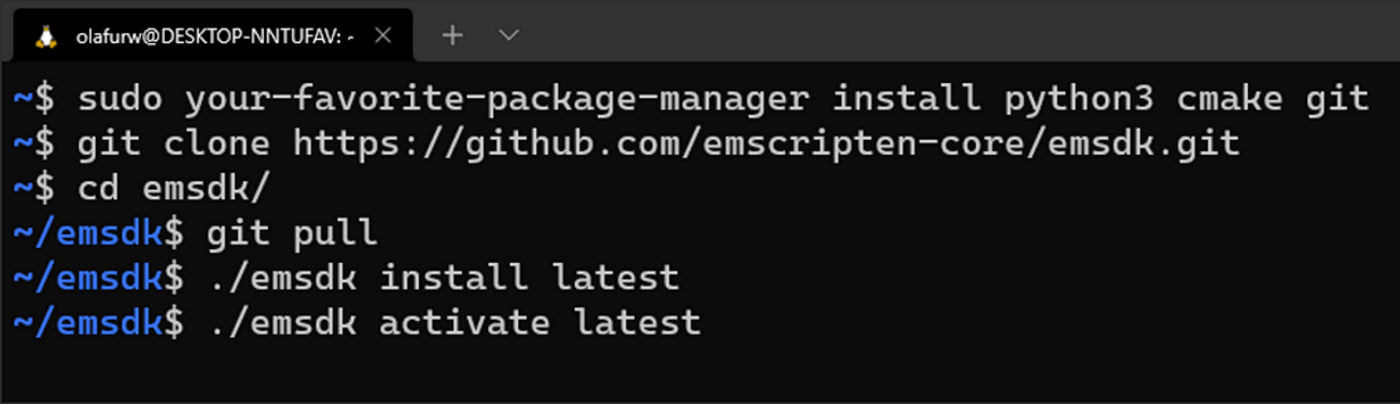 olafurw@DESKTOP-NNTUFAV: ~
~$ sudo your-favorite-package-manager install python3 cmake git
~$ git clone https://github.com/emscripten-core/emsdk.git
~$ cd emsdk/
~/emsdk$ git pull
~/emsdk$ ./emsdk install latest
~/emsdk$ ./emsdk activate latest